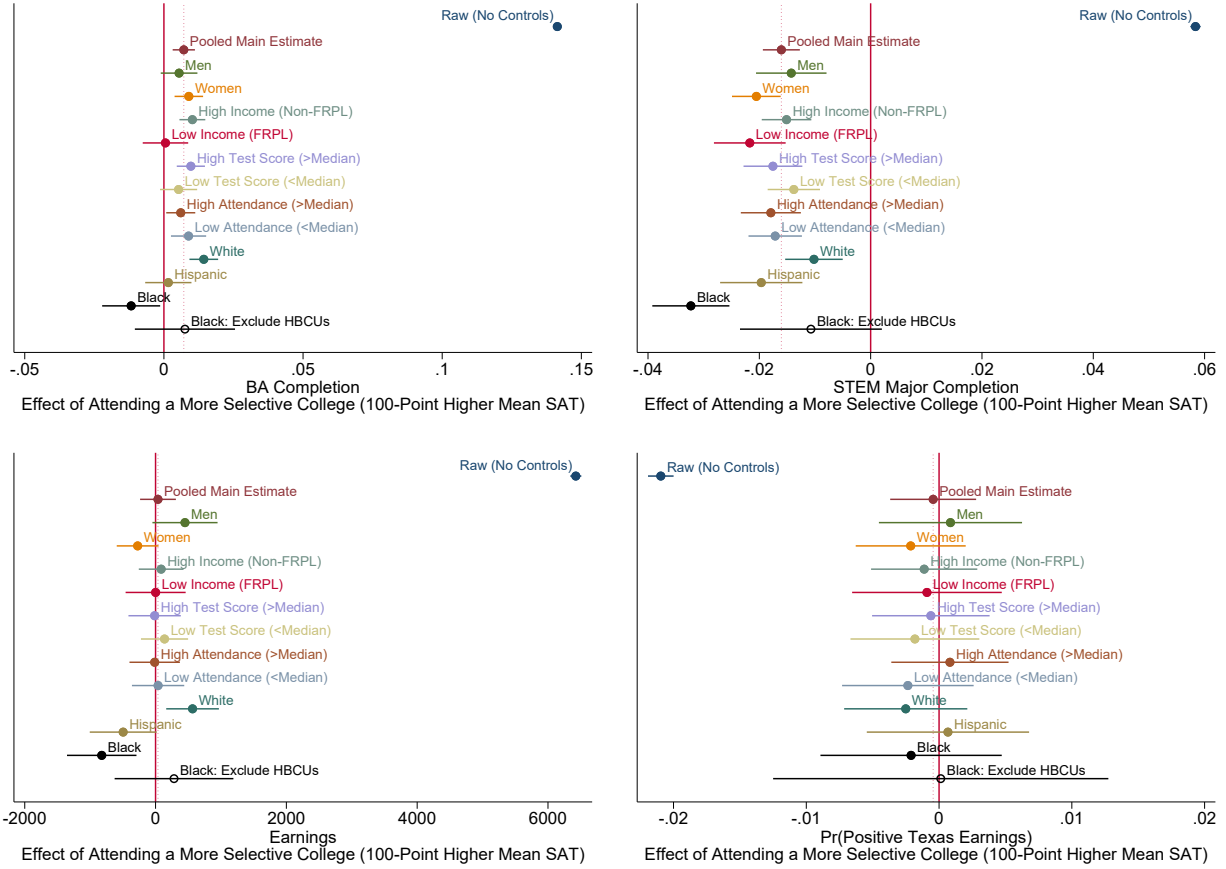 Raw (No Controls)
Pooled Main Estimate
Men
Women
High Income (Non-FRPL)
Low Income (FRPL)
High Test Score (>Median)
Low Test Score (<Median)
High Attendance (>Median)
Low Attendance (<Median)
White
Hispanic
Black
Black: Exclude HBCUs
-.05 0 .05 .1 .15
BA Completion
Effect of Attending a More Selective College (100-Point Higher Mean SAT)
Raw (No Controls)
Pooled Main Estimate
Men
Women
High Income (Non-FRPL)
Low Income (FRPL)
High Test Score (>Median)
Low Test Score (<Median)
High Attendance (>Median)
Low Attendance (<Median)
White
Hispanic
Black
Black: Exclude HBCUs
-.04 -.02 0 .02 .04 .06
STEM Major Completion
Effect of Attending a More Selective College (100-Point Higher Mean SAT)
Raw (No Controls)
Pooled Main Estimate
Men
Women
High Income (Non-FRPL)
Low Income (FRPL)
High Test Score (>Median)
Low Test Score (<Median)
High Attendance (>Median)
Low Attendance (<Median)
White
Hispanic
Black
Black: Exclude HBCUs
-2000 0 2000 4000 6000
Earnings
Effect of Attending a More Selective College (100-Point Higher Mean SAT)
Raw (No Controls)
Pooled Main Estimate
Men
Women
High Income (Non-FRPL)
Low Income (FRPL)
High Test Score (>Median)
Low Test Score (<Median)
High Attendance (>Median)
Low Attendance (<Median)
White
Hispanic
Black
Black: Exclude HBCUs
-.02 -.01 0 .01 .02
Pr(Positive Texas Earnings)
Effect of Attending a More Selective College (100-Point Higher Mean SAT)